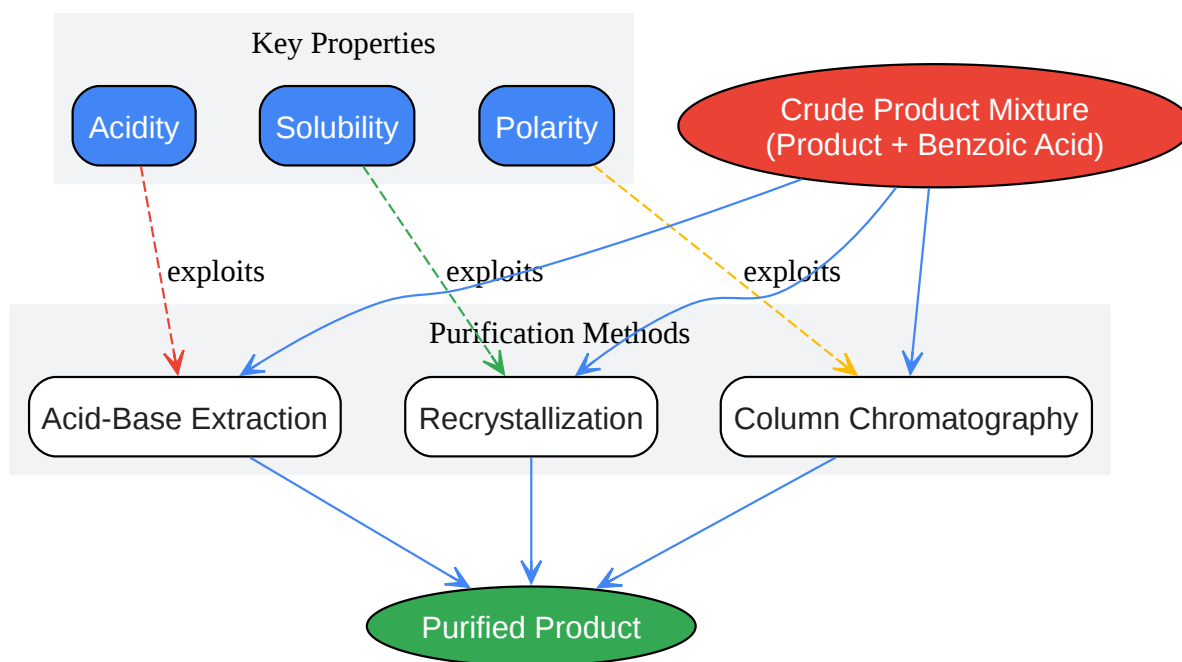 Key Properties
Acidity
Solubility
Polarity
Crude Product Mixture
(Product + Benzoic Acid)
exploits
exploits
exploits
Purification Methods
Acid-Base Extraction
Recrystallization
Column Chromatography
Purified Product